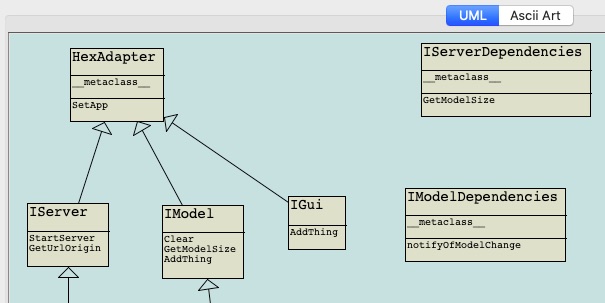 UML
Ascii Art
HexAdapter
__metaclass__
SetApp
IServerDependencies
__metaclass__
GetModelSize
IServer
StartServer
GetUrlOrigin
IModel
Clear
GetModelSize
AddThing
IGui
AddThing
IModelDependencies
__metaclass__
notifyOfModelChange